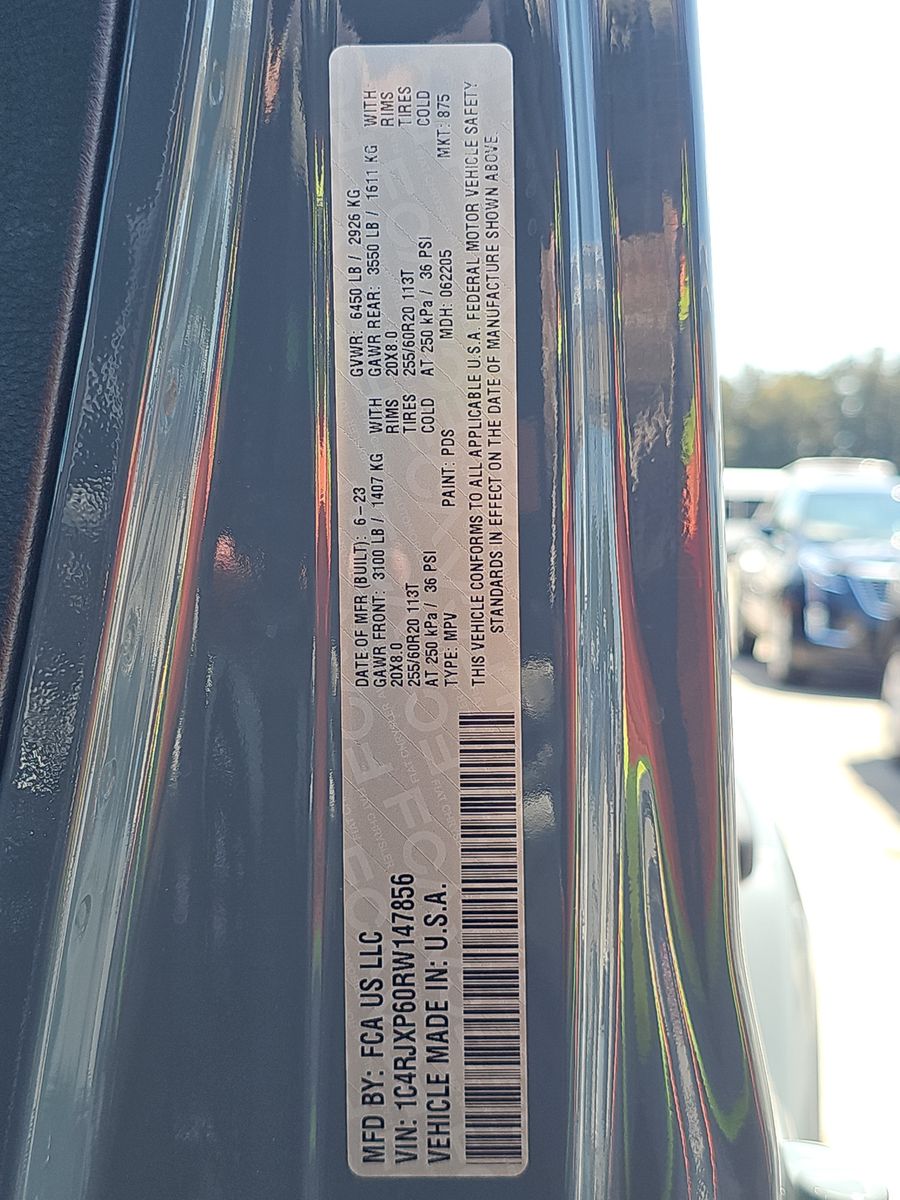 MFD BY: FCA US LLC
VIN: 1C4RJXP60RW147856
VEHICLE MADE IN: U.S.A.
DATE OF MFR (BUILT): 6-23 GVWR: 6450 LB / 2926 KG
GAWR FRONT: 3100 LB / 1407 KG WITH GAWR REAR: 3550 LB / 1611 KG WITH
20X8.0 RIMS 20X8.0 RIMS
255/60R20 113T TIRES 255/60R20 113T TIRES
AT 250 kPa / 36 PSI COLD AT 250 kPa / 36 PSI COLD
TYPE: MPV PAINT: PDS MDH: 062205 MKT: 875
THIS VEHICLE CONFORMS TO ALL APPLICABLE U.S.A. FEDERAL MOTOR VEHICLE SAFETY
STANDARDS IN EFFECT ON THE DATE OF MANUFACTURE SHOWN ABOVE.